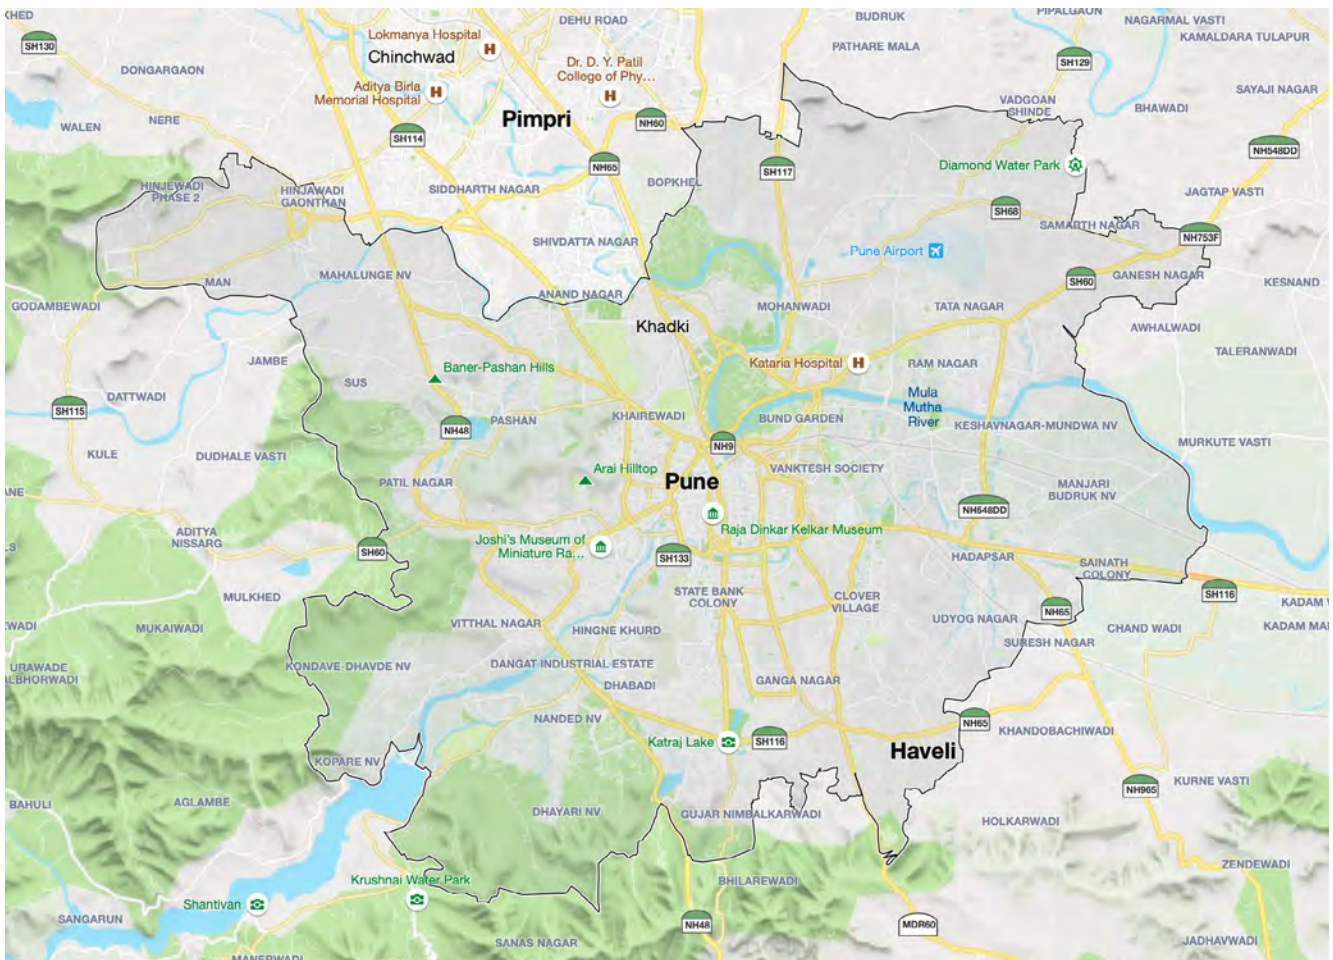 KHED
DEHU ROAD
BUDRUK
PIPALGAON
NAGARMAL VASTI
KAMALDARA TULAPUR
SH130
Lokmanya Hospital
Chinchwad
PATHARE MALA
SH129
DONGARGAON
Dr. D. Y. Patil
College of Phy…
Aditya Birla
Memorial Hospital
SAYAJI NAGAR
VADGOAN
SHINDE
BHAWADI
WALEN
NERE
Pimpri
NH60
SH114
NH548DD
NH65
SH117
Diamond Water Park
HINJEWADI
PHASE 2
HINJAWADI
GAONTHAN
SIDDHARTH NAGAR
BOPKHEL
JAGTAP VASTI
SH68
SAMARTH NAGAR
NH753F
SHIVDATTA NAGAR
Pune Airport
MAN
MAHALUNGE NV
SH60
GANESH NAGAR
KESNAND
GODAMBEWADI
ANAND NAGAR
MOHANWADI
TATA NAGAR
Khadki
AWHALWADI
JAMBE
Baner-Pashan Hills
Kataria Hospital
RAM NAGAR
TALERANWADI
SUS
DATTWADI
SH115
Mula
Mutha
River
PASHAN
KHAIREWADI
BUND GARDEN
NH48
KESHAVNAGAR-MUNDWA NV
NH9
MURKUTE VASTI
KULE
DUDHALE VASTI
Arai Hilltop
VANKTESH SOCIETY
PATIL NAGAR
Pune
MANJARI
BUDRUK NV
ANE
NH548DD
ADITYA
NISSARG
Raja Dinkar Kelkar Museum
Joshi's Museum of
Miniature Ra…
SH60
SH133
HADAPSAR
SAINATH
COLONY
LS
MULKHED
STATE BANK
COLONY
CLOVER
VILLAGE
SH116
KADAM V
NH65
EWADI
MUKAIWADI
VITTHAL NAGAR
HINGNE KHURD
UDYOG NAGAR
CHAND WADI
KADAM MAL
SURESH NAGAR
URAWADE
ALBHORWADI
KONDAVE-DHAVDE NV
DANGAT INDUSTRIAL ESTATE
DHABADI
GANGA NAGAR
NANDED NV
NH65
KHANDOBACHIWADI
Katraj Lake
SH116
Haveli
KOPARE NV
KURNE VASTI
NH965
BAHULI
AGLAMBE
DHAYARI NV
GUJAR NIMBALKARWADI
HOLKARWADI
ZENDEWADI
Krushnai Water Park
BHILAREWADI
Shantivan
SANGARUN
NH48
MDR60
SANAS NAGAR
JADHAVWADI
MANERWADI